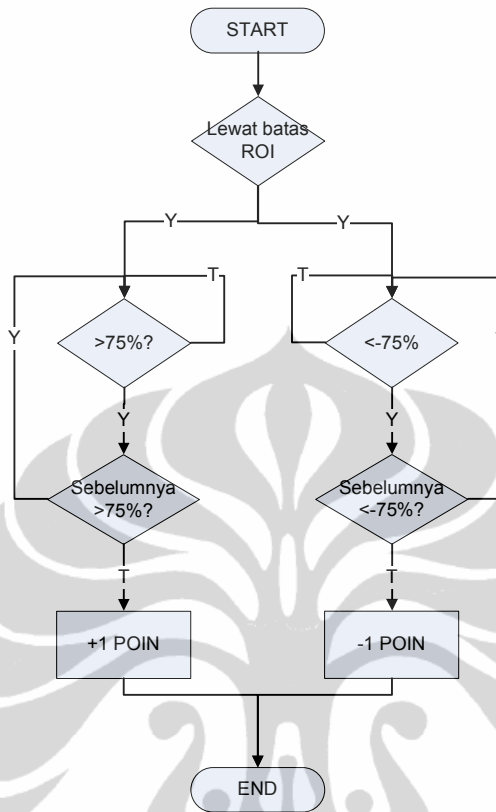 START
Lewat batas
ROI
Y
Y
T
T
Y
>75%?
<-75%
Y
Y
Sebelumnya
>75%?
Sebelumnya
<-75%?
T
T
+1 POIN
-1 POIN
END